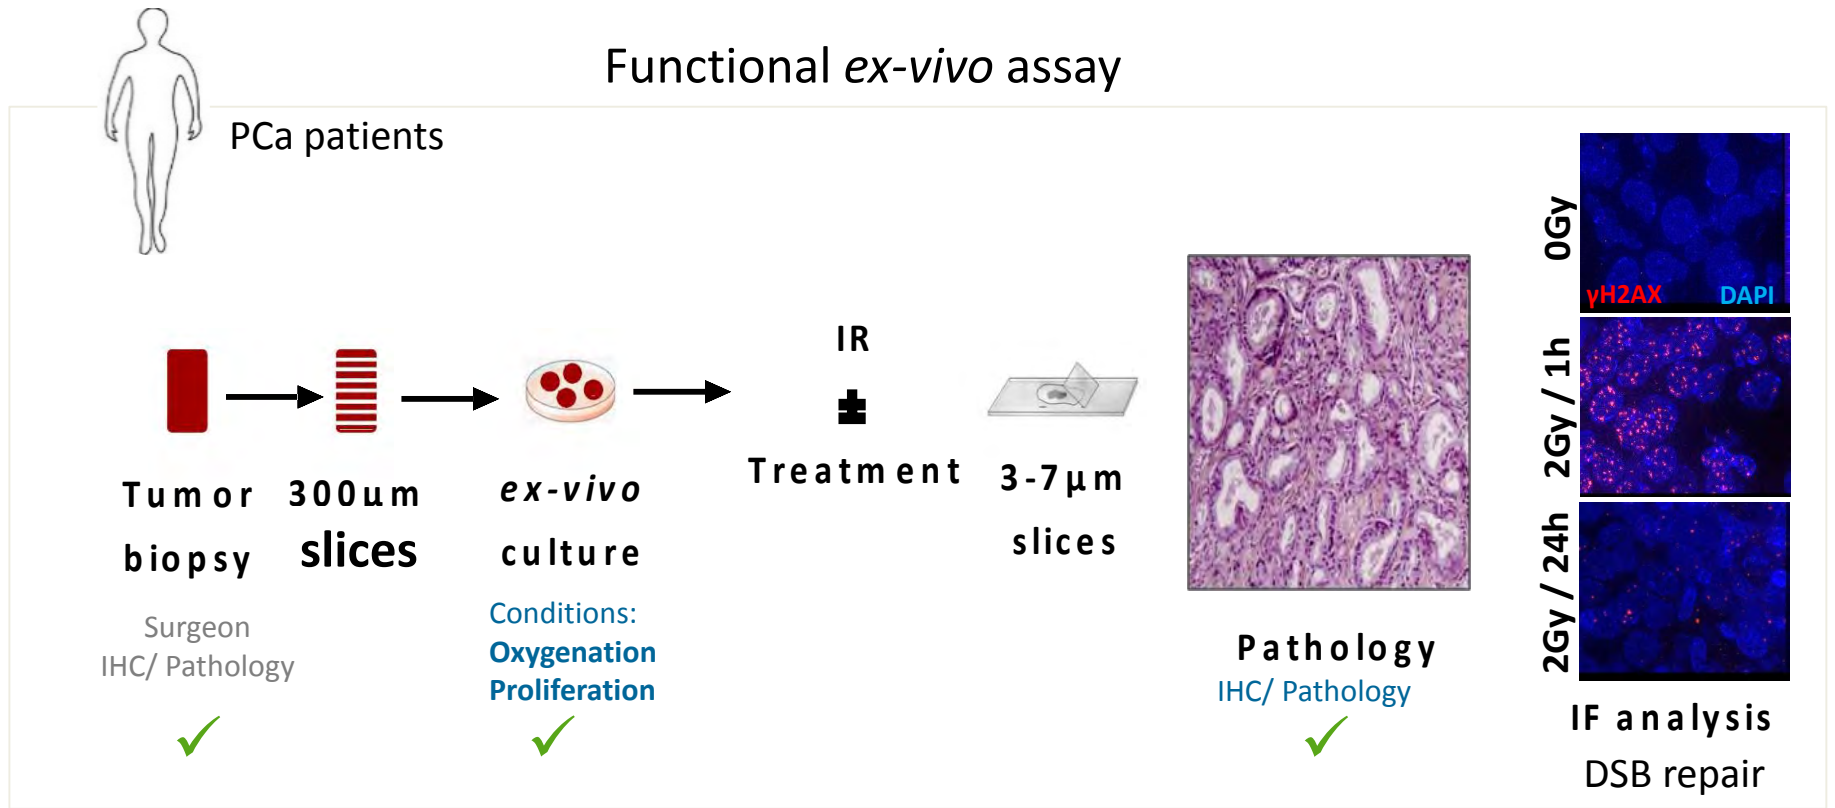 Functional ex-vivo assay
PCa patients
Tumor
biopsy
Surgeon
IHC/ Pathology
300µm
slices
ex-vivo
culture
Conditions:
Oxygenation
Proliferation
IR
±
Treatment
3-7µm
slices
Pathology
IHC/ Pathology
0Gy
γH2AX DAPI
2Gy / 1h
2Gy / 24h
IF analysis
DSB repair